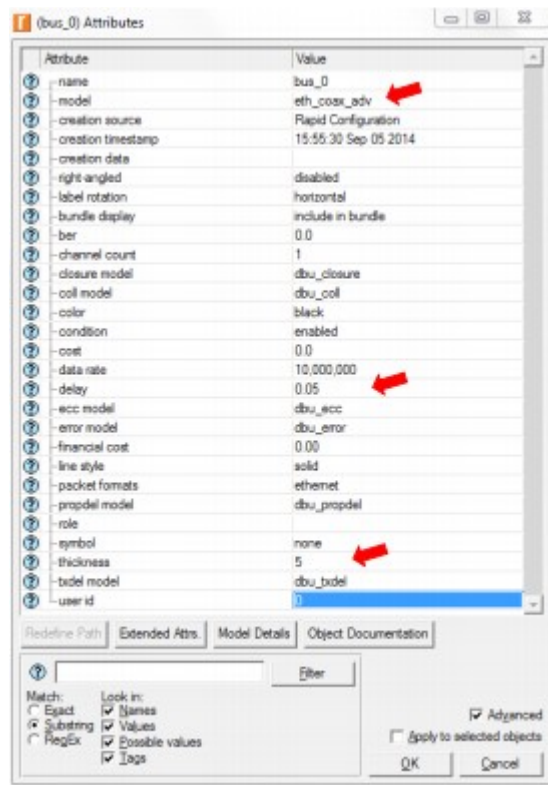 (bus_0) Attributes
Attribute Value
name bus_0
model eth_coax_adv
creation source Rapid Configuration
creation timestamp 15:55:30 Sep 05 2014
creation data
right-angled disabled
label rotation horizontal
bundle display include in bundle
ber 0.0
channel count 1
closure model dbu_closure
coll model dbu_coll
color black
condition enabled
cost 0.0
data rate 10,000,000
delay 0.05
ecc model dbu_ecc
error model dbu_error
financial cost 0.00
line style solid
packet formats ethernet
propdel model dbu_propdel
role
symbol none
thickness 5
txdel model dbu_txdel
user id 0
Redefine Path Extended Attrs. Model Details Object Documentation
Filter
Match: Look in:
Exact Names
Substring Values
RegEx Possible values
Tags
Advanced
Apply to selected objects
OK Cancel